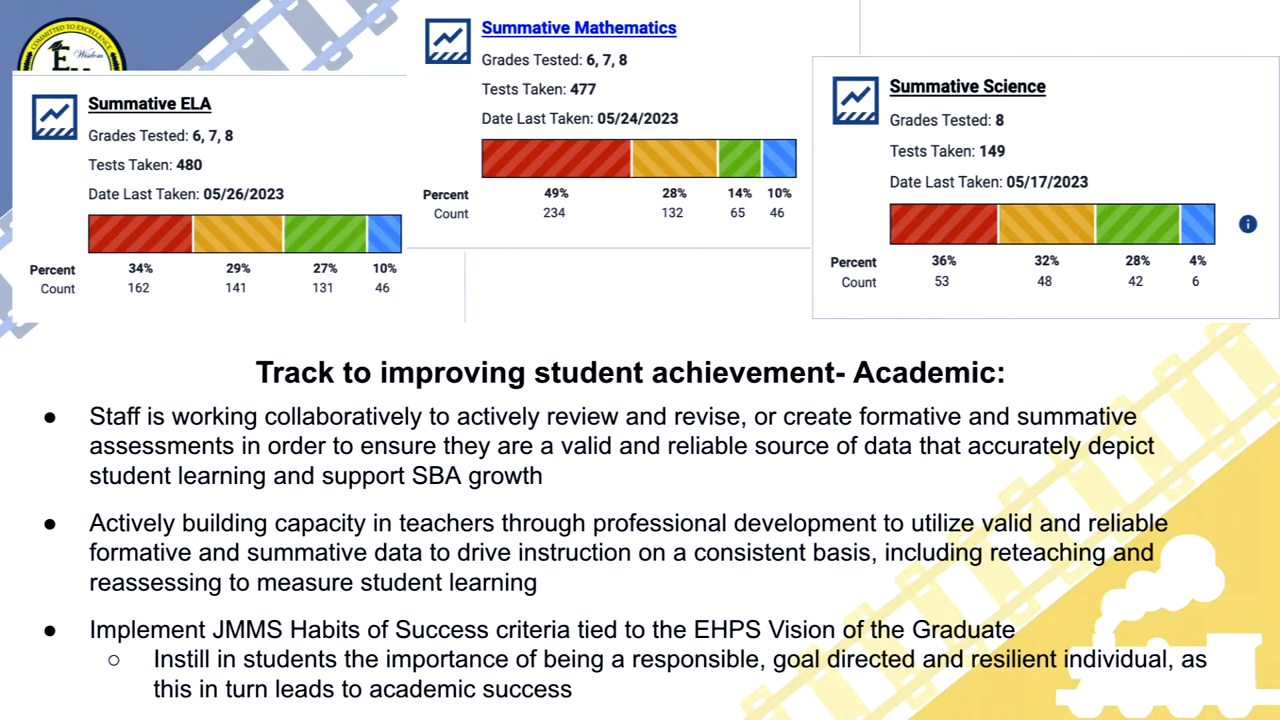 COMMITTED TO EXCELLENCE
Wisdom
Summative ELA
Grades Tested: 6, 7, 8
Tests Taken: 480
Date Last Taken: 05/26/2023
Percent 34% 29% 27% 10%
Count 162 141 131 46
Summative Mathematics
Grades Tested: 6, 7, 8
Tests Taken: 477
Date Last Taken: 05/24/2023
Percent 49% 28% 14% 10%
Count 234 132 65 46
Summative Science
Grades Tested: 8
Tests Taken: 149
Date Last Taken: 05/17/2023
Percent 36% 32% 28% 4%
Count 53 48 42 6
Track to improving student achievement- Academic:
● Staff is working collaboratively to actively review and revise, or create formative and summative
assessments in order to ensure they are a valid and reliable source of data that accurately depict
student learning and support SBA growth
● Actively building capacity in teachers through professional development to utilize valid and reliable
formative and summative data to drive instruction on a consistent basis, including reteaching and
reassessing to measure student learning
● Implement JMMS Habits of Success criteria tied to the EHPS Vision of the Graduate
○ Instill in students the importance of being a responsible, goal directed and resilient individual, as
this in turn leads to academic success